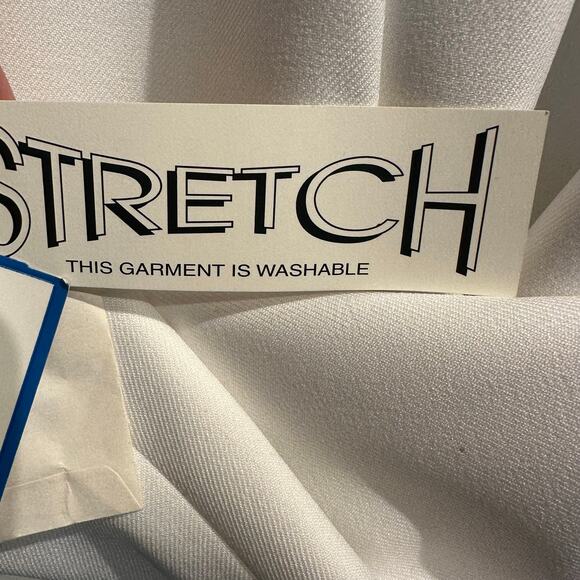 STRETCH
THIS GARMENT IS WASHABLE